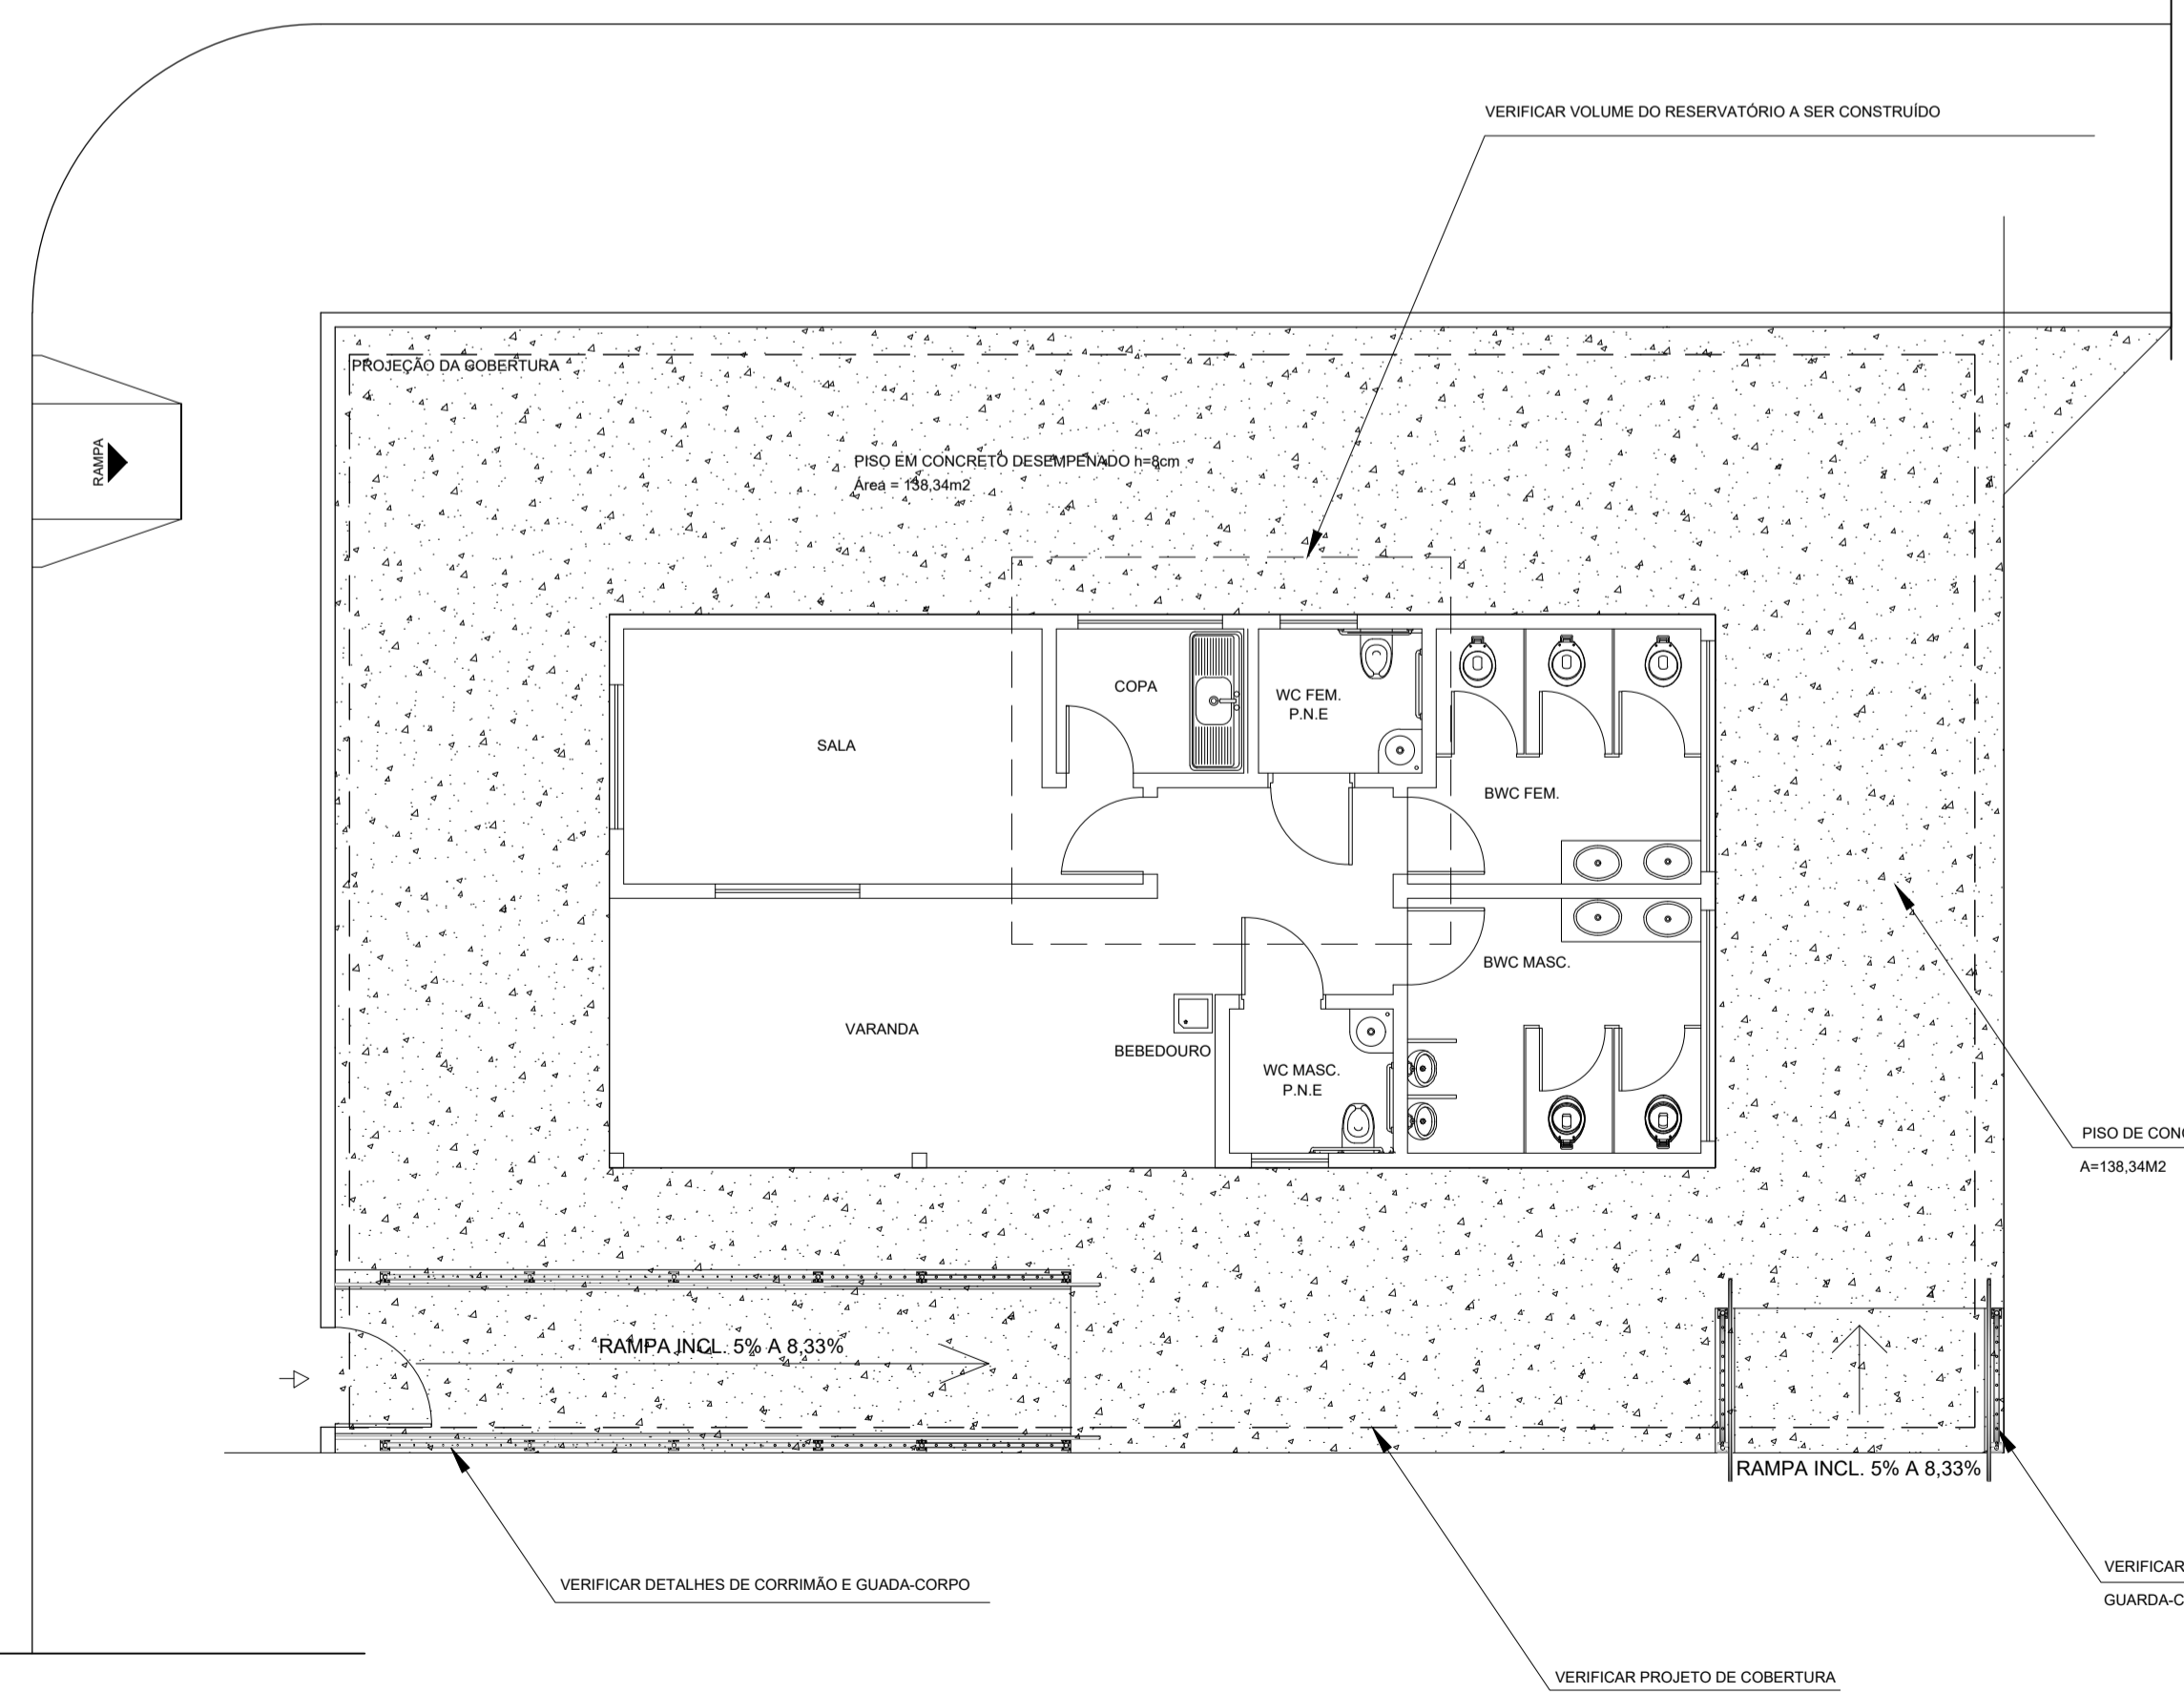 VERIFICAR VOLUME DO RESERVATÓRIO A SER CONSTRUÍDO
PROJEÇÃO DA COBERTURA
RAMPA
PISO EM CONCRETO DESEMPENADO h=8cm
Área = 138,34m2
COPA
WC FEM.
P.N.E
SALA
BWC FEM.
BWC MASC.
VARANDA
BEBEDOURO
WC MASC.
P.N.E
PISO DE CON
A=138,34M2
RAMPA INCL. 5% A 8,33%
RAMPA INCL. 5% A 8,33%
VERIFICAR DETALHES DE CORRIMÃO E GUADA-CORPO
VERIFICAR
GUARDA-C
VERIFICAR PROJETO DE COBERTURA